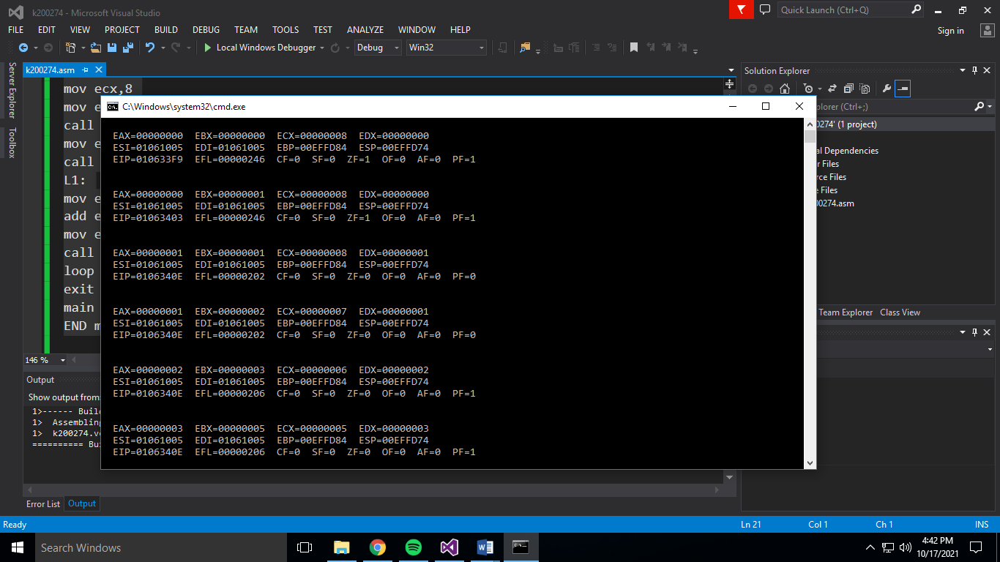 k200274 - Microsoft Visual Studio
Quick Launch (Ctrl+Q)
FILE EDIT VIEW PROJECT BUILD DEBUG TEAM TOOLS TEST ANALYZE WINDOW HELP
Sign in
Local Windows Debugger Debug Win32
Server Explorer
Toolbox
k200274.asm
mov ecx,8
mov e
call
mov e
call
L1:
mov e
add e
mov e
call
loop
exit
main
END m
146 %
C:\Windows\system32\cmd.exe
EAX=00000000 EBX=00000000 ECX=00000008 EDX=00000000
ESI=01061005 EDI=01061005 EBP=00EFFD84 ESP=00EFFD74
EIP=010633F9 EFL=00000246 CF=0 SF=0 ZF=1 OF=0 AF=0 PF=1
EAX=00000000 EBX=00000001 ECX=00000008 EDX=00000000
ESI=01061005 EDI=01061005 EBP=00EFFD84 ESP=00EFFD74
EIP=01063403 EFL=00000246 CF=0 SF=0 ZF=1 OF=0 AF=0 PF=1
EAX=00000001 EBX=00000001 ECX=00000008 EDX=00000001
ESI=01061005 EDI=01061005 EBP=00EFFD84 ESP=00EFFD74
EIP=0106340E EFL=00000202 CF=0 SF=0 ZF=0 OF=0 AF=0 PF=0
EAX=00000001 EBX=00000002 ECX=00000007 EDX=00000001
ESI=01061005 EDI=01061005 EBP=00EFFD84 ESP=00EFFD74
EIP=0106340E EFL=00000202 CF=0 SF=0 ZF=0 OF=0 AF=0 PF=0
EAX=00000002 EBX=00000003 ECX=00000006 EDX=00000002
ESI=01061005 EDI=01061005 EBP=00EFFD84 ESP=00EFFD74
EIP=0106340E EFL=00000206 CF=0 SF=0 ZF=0 OF=0 AF=0 PF=1
EAX=00000003 EBX=00000005 ECX=00000005 EDX=00000003
ESI=01061005 EDI=01061005 EBP=00EFFD84 ESP=00EFFD74
EIP=0106340E EFL=00000206 CF=0 SF=0 ZF=0 OF=0 AF=0 PF=1
Solution Explorer
plorer (Ctrl+;)
0274' (1 project)
al Dependencies
r Files
rce Files
e Files
00274.asm
Team Explorer Class View
Output
Show output from:
1>------ Buil
1> Assembling
1> k200274.v
========== Bui
Error List Output
Ready
Ln 21 Col 1 Ch 1 INS
Search Windows
4:42 PM
10/17/2021